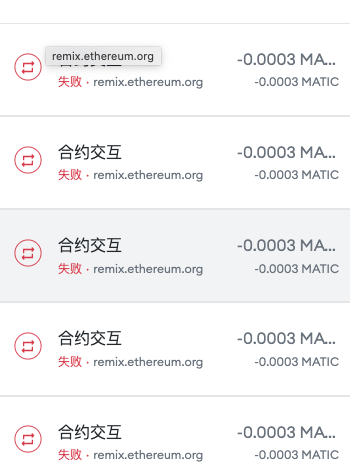 remix.ethereum.org
-0.0003 MA...
失败 · remix.ethereum.org
-0.0003 MATIC
合约交互
-0.0003 MA...
失败 · remix.ethereum.org
-0.0003 MATIC
合约交互
-0.0003 MA...
失败 · remix.ethereum.org
-0.0003 MATIC
合约交互
-0.0003 MA...
失败 · remix.ethereum.org
-0.0003 MATIC
合约交互
-0.0003 MA...
失败 · remix.ethereum.org
-0.0003 MATIC